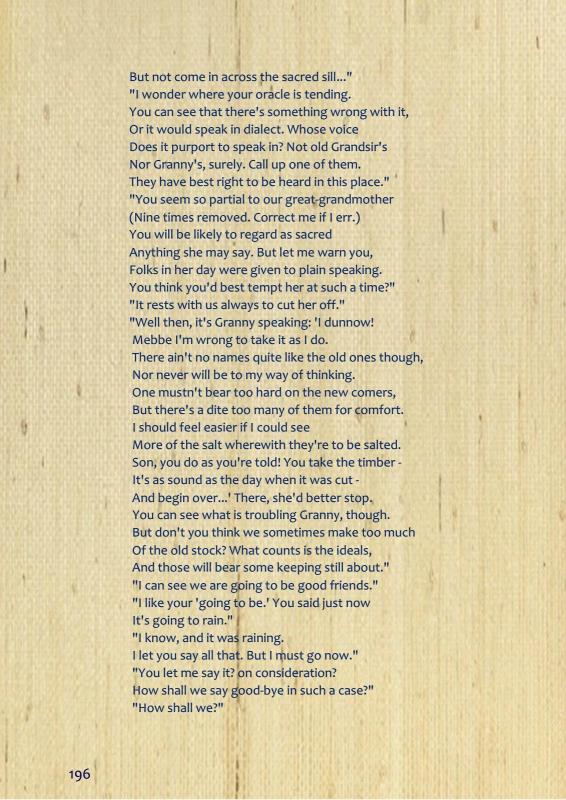 But not come in across the sacred sill..."
"I wonder where your oracle is tending.
You can see that there's something wrong with it,
Or it would speak in dialect. Whose voice
Does it purport to speak in? Not old Grandsir's
Nor Granny's, surely. Call up one of them.
They have best right to be heard in this place."
"You seem so partial to our great-grandmother
(Nine times removed. Correct me if I err.)
You will be likely to regard as sacred
Anything she may say. But let me warn you,
Folks in her day were given to plain speaking.
You think you'd best tempt her at such a time?"
"It rests with us always to cut her off."
"Well then, it's Granny speaking: 'I dunnow!
Mebbe I'm wrong to take it as I do.
There ain't no names quite like the old ones though,
Nor never will be to my way of thinking.
One mustn't bear too hard on the new comers,
But there's a dite too many of them for comfort.
I should feel easier if I could see
More of the salt wherewith they're to be salted.
Son, you do as you're told! You take the timber -
It's as sound as the day when it was cut -
And begin over...' There, she'd better stop.
You can see what is troubling Granny, though.
But don't you think we sometimes make too much
Of the old stock? What counts is the ideals,
And those will bear some keeping still about."
"I can see we are going to be good friends."
"I like your 'going to be.' You said just now
It's going to rain."
"I know, and it was raining.
I let you say all that. But I must go now."
"You let me say it? on consideration?
How shall we say good-bye in such a case?"
"How shall we?"
196